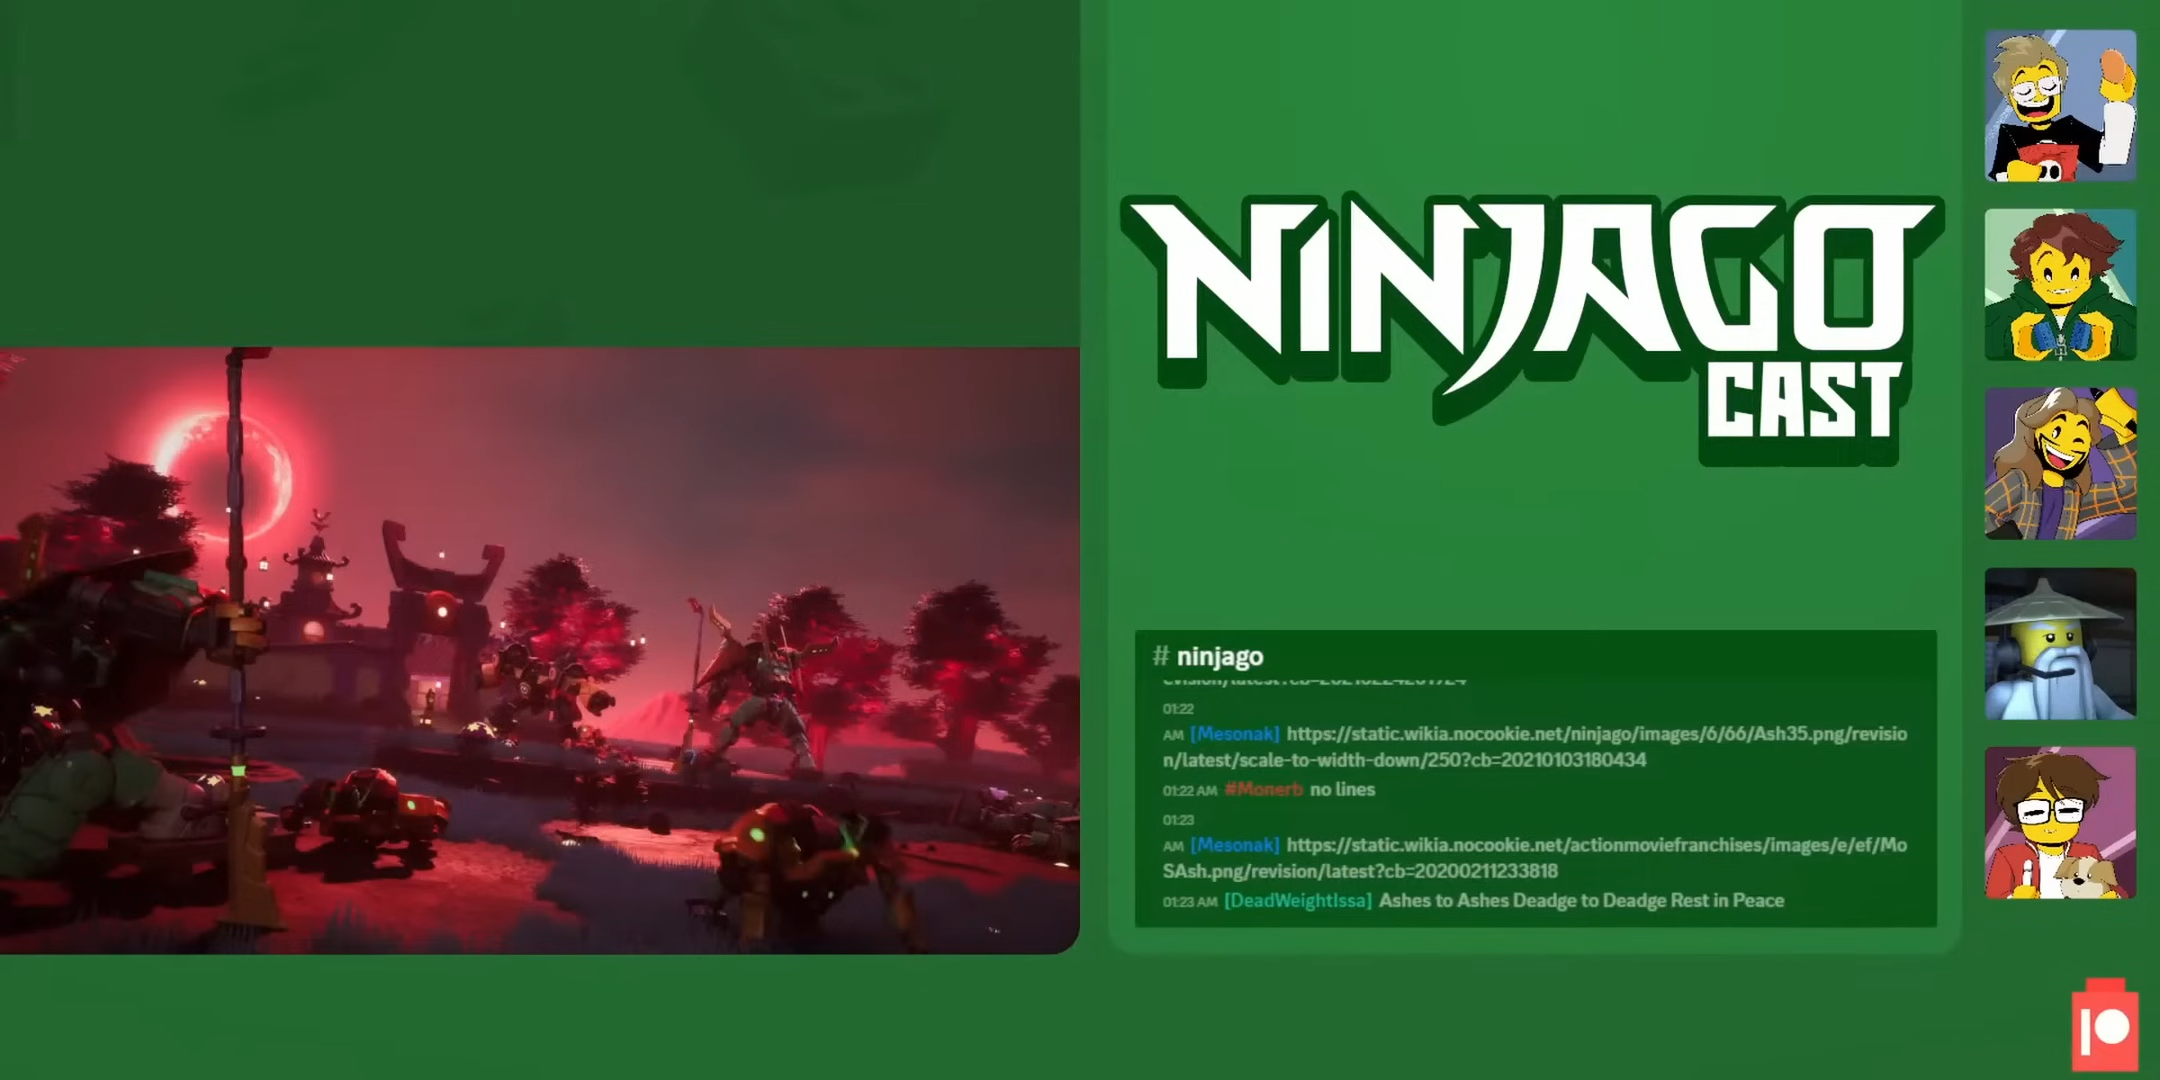 NINJAGO
CAST
# ninjago
01:22
AM [Mesonak] https://static.wikia.nocookie.net/ninjago/images/6/66/Ash35.png/revisio
n/latest/scale-to-width-down/250?cb=20210103180434
01:22 AM #Monerb no lines
01:23
AM [Mesonak] https://static.wikia.nocookie.net/actionmoviefranchises/images/e/ef/Mo
SAsh.png/revision/latest?cb=20200211233818
01:23 AM [DeadWeightIssa] Ashes to Ashes Deadge to Deadge Rest in Peace